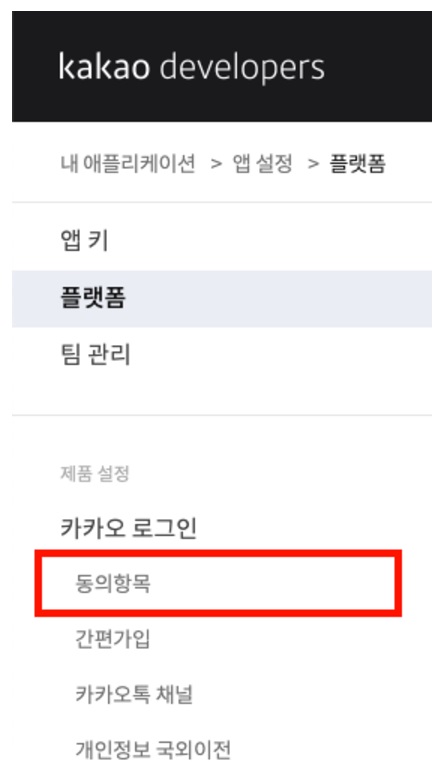 kakao developers
내 애플리케이션 > 앱 설정 > 플랫폼
앱 키
플랫폼
팀 관리
제품 설정
카카오 로그인
동의항목
간편가입
카카오톡 채널
개인정보 국외이전